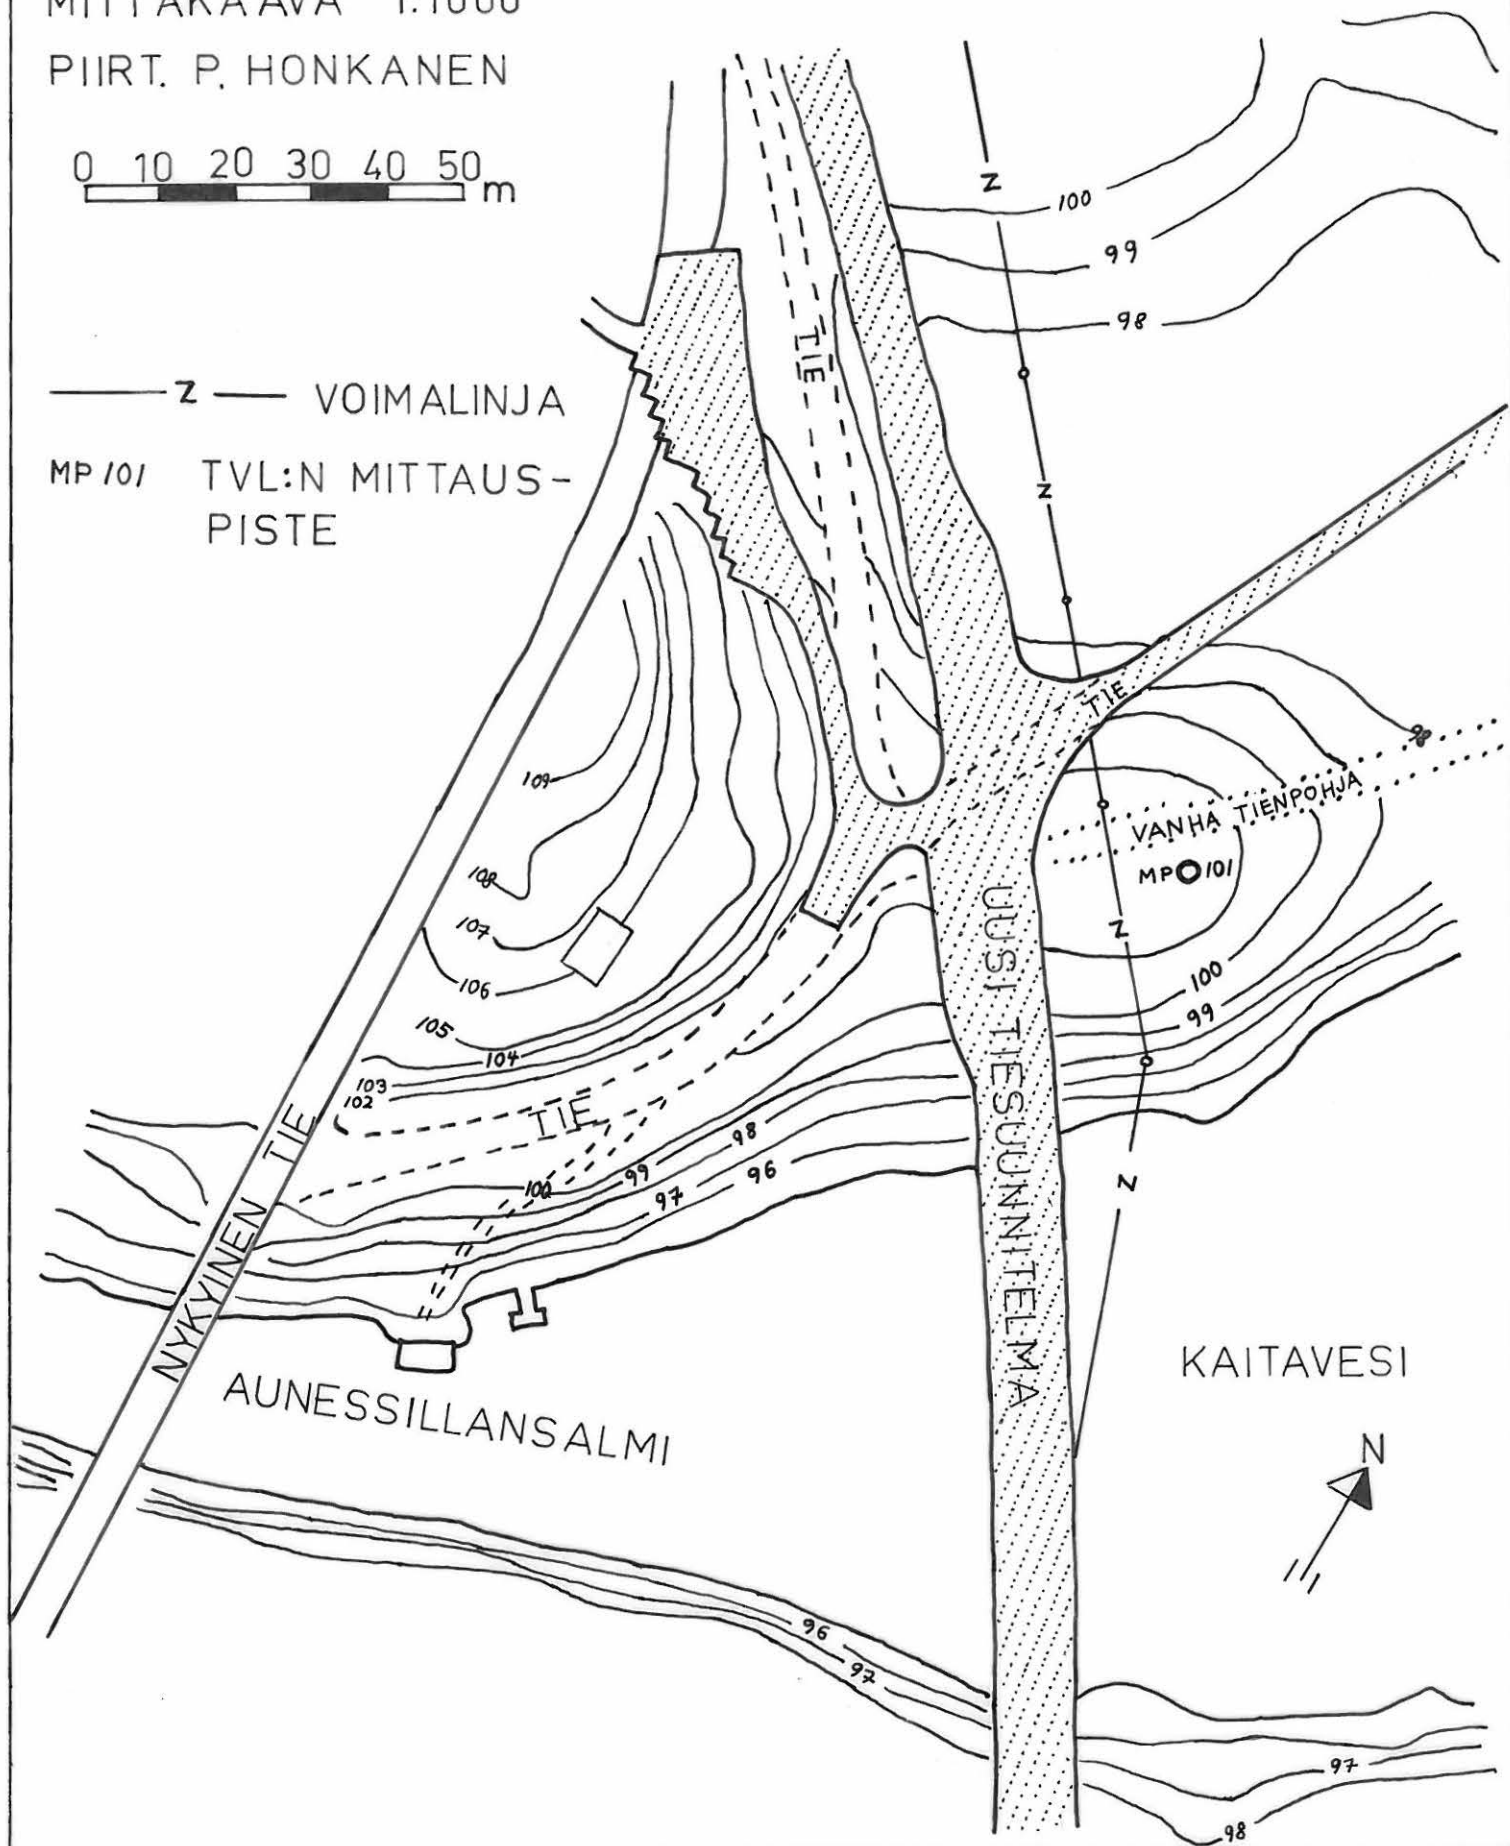 MITTAKAAVA 1:1000
PIIRT. P. HONKANEN
0 10 20 30 40 50 m
Z VOIMALINJA
MP 101 TVL:N MITTAUS-
PISTE
Z
100
99
98
TIE
Z
TIE
98
VANHA TIENPOHJA
MP 101
Z
109
108
107
106
105
104
103
102
100
99
UUSI TIESUUNNITELMA
TIE
98
99
96
97
100
Z
NYKYINEN TIE
AUNESSILLANSALMI
KAITAVESI
N
96
97
97
98